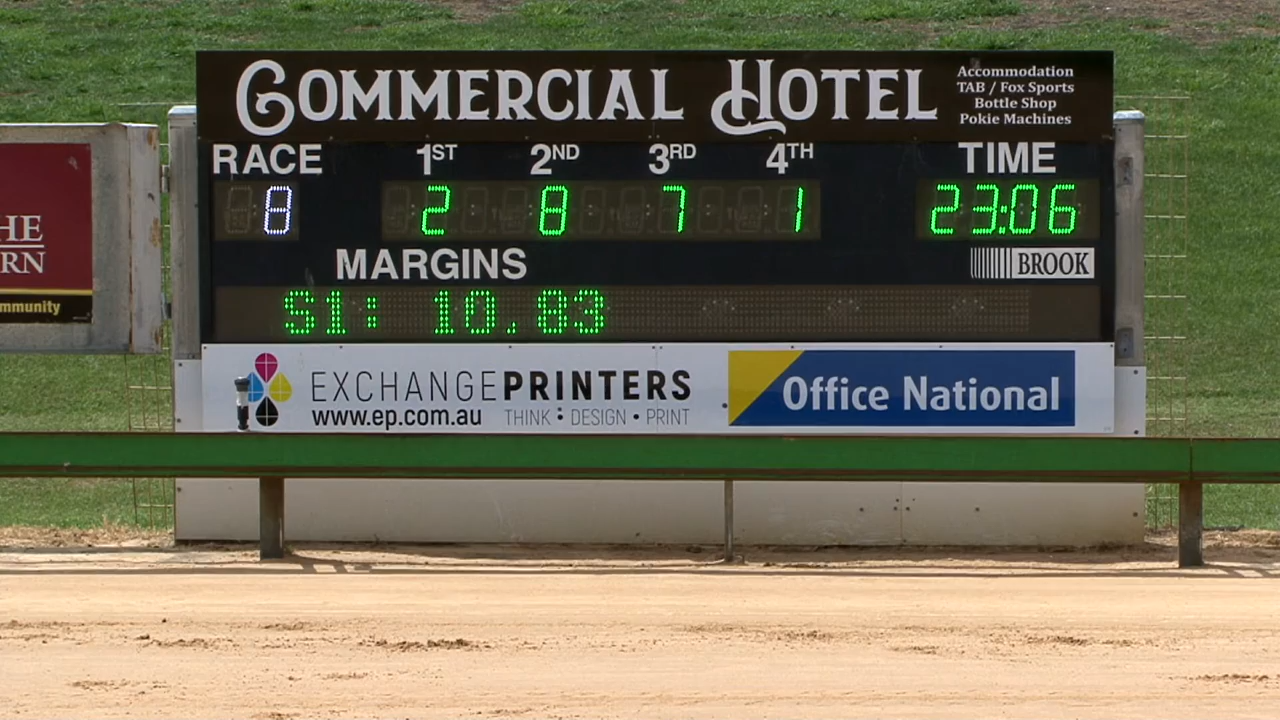 COMMERCIAL HOTEL
Accommodation
TAB / Fox Sports
Bottle Shop
Pokie Machines
RACE 1ST 2ND 3RD 4TH TIME
8 2 8 7 1 23:06
MARGINS
BROOK
S1: 10.83
HE
RN
mmunity
EXCHANGEPRINTERS
www.ep.com.au THINK : DESIGN • PRINT
Office National